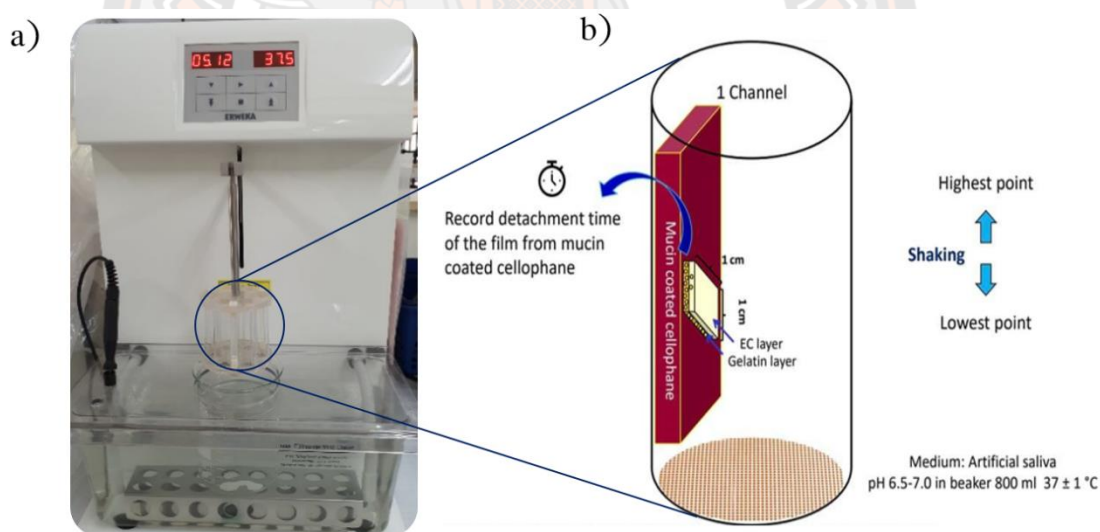 a)
05.12 37.5
ERWEKA
b)
1 Channel
Record detachment time
of the film from mucin
coated cellophane
Mucin coated cellophane
1 cm
1 cm
EC layer
Gelatin layer
Highest point
Shaking
Lowest point
Medium: Artificial saliva
pH 6.5-7.0 in beaker 800 ml 37 ± 1 °C